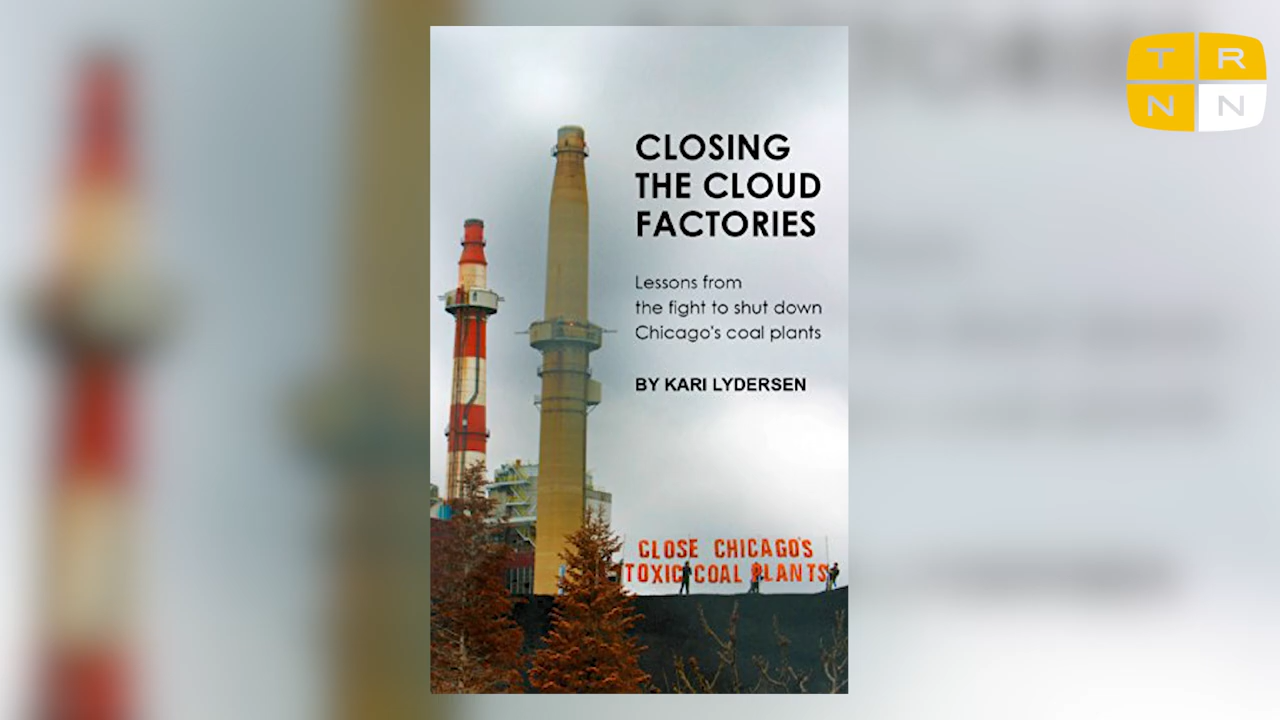 CLOSING
THE CLOUD
FACTORIES
Lessons from
the fight to shut down
Chicago's coal plants
BY KARI LYDERSEN
CLOSE CHICAGO'S
TOXIC COAL PLANTS
T R
N N